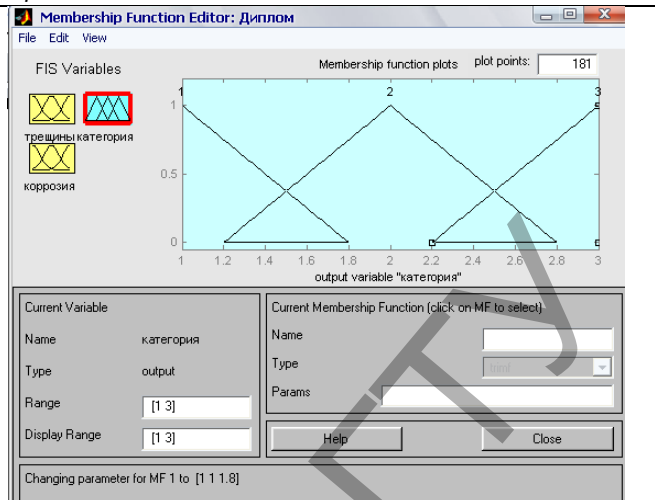 Membership Function Editor: Диплом
File Edit View
FIS Variables
Membership function plots plot points: 181
трещины категория
коррозия
1 2 3
1
0.5
0
1 1.2 1.4 1.6 1.8 2 2.2 2.4 2.6 2.8 3
output variable "категория"
Current Variable
Name категория
Type output
Range [1 3]
Display Range [1 3]
Current Membership Function (click on MF to select)
Name
Type trimf
Params
Help Close
Changing parameter for MF 1 to [1 1 1.8]